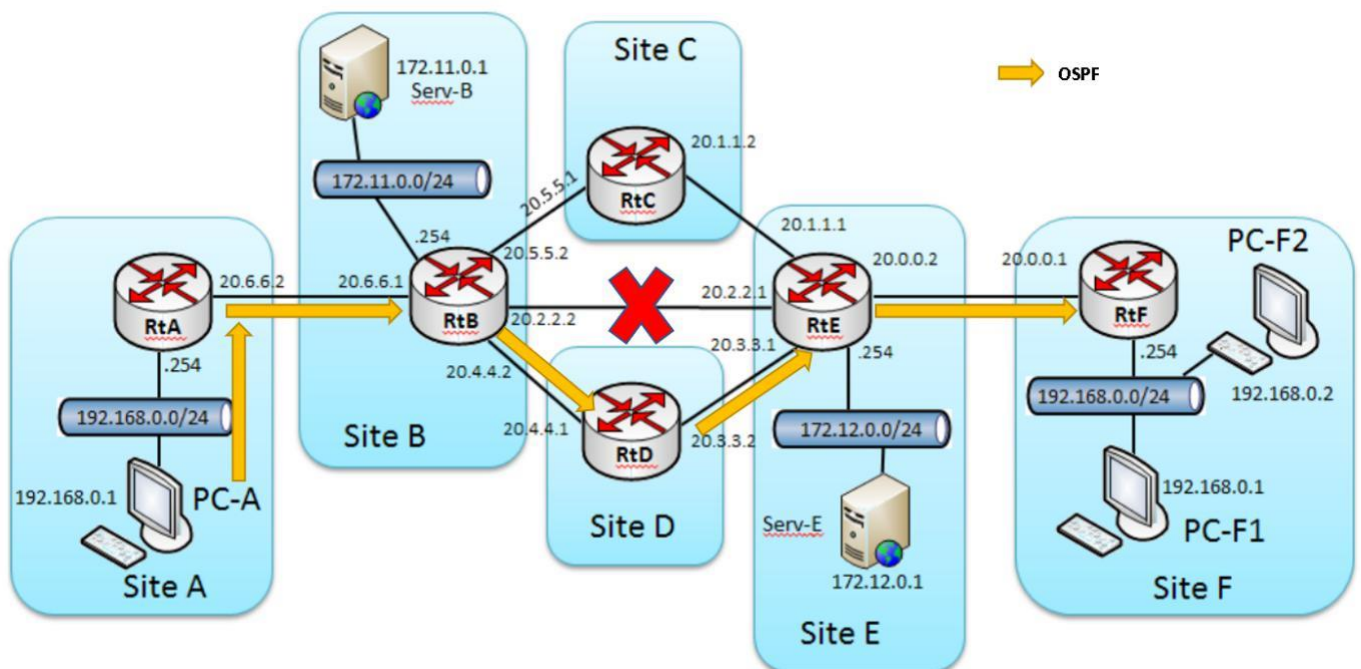 Site C
OSPF
172.11.0.1
Serv-B
20.1.1.2
172.11.0.0/24
20.5.5.1
RtC
20.1.1.1
.254
20.5.5.2
PC-F2
20.6.6.2
20.6.6.1
20.2.2.1
20.0.0.2
20.0.0.1
RtA
RtB
20.2.2.2
RtE
RtF
.254
20.3.3.1
.254
.254
192.168.0.0/24
20.4.4.2
192.168.0.0/24
192.168.0.2
Site B
20.4.4.1
RtD
20.3.3.2
172.12.0.0/24
192.168.0.1
PC-A
192.168.0.1
Site D
Serv-E
PC-F1
Site A
172.12.0.1
Site F
Site E